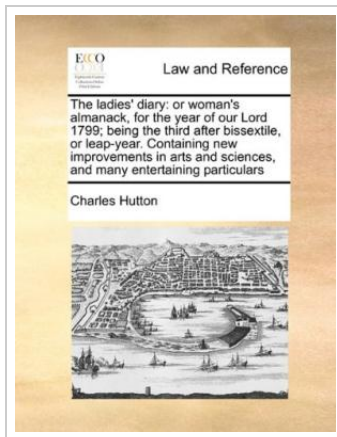 ECCO
Law and Reference
The ladies' diary: or woman's
almanack, for the year of our Lord
1799; being the third after bissextile,
or leap-year. Containing new
improvements in arts and sciences,
and many entertaining particulars
Charles Hutton